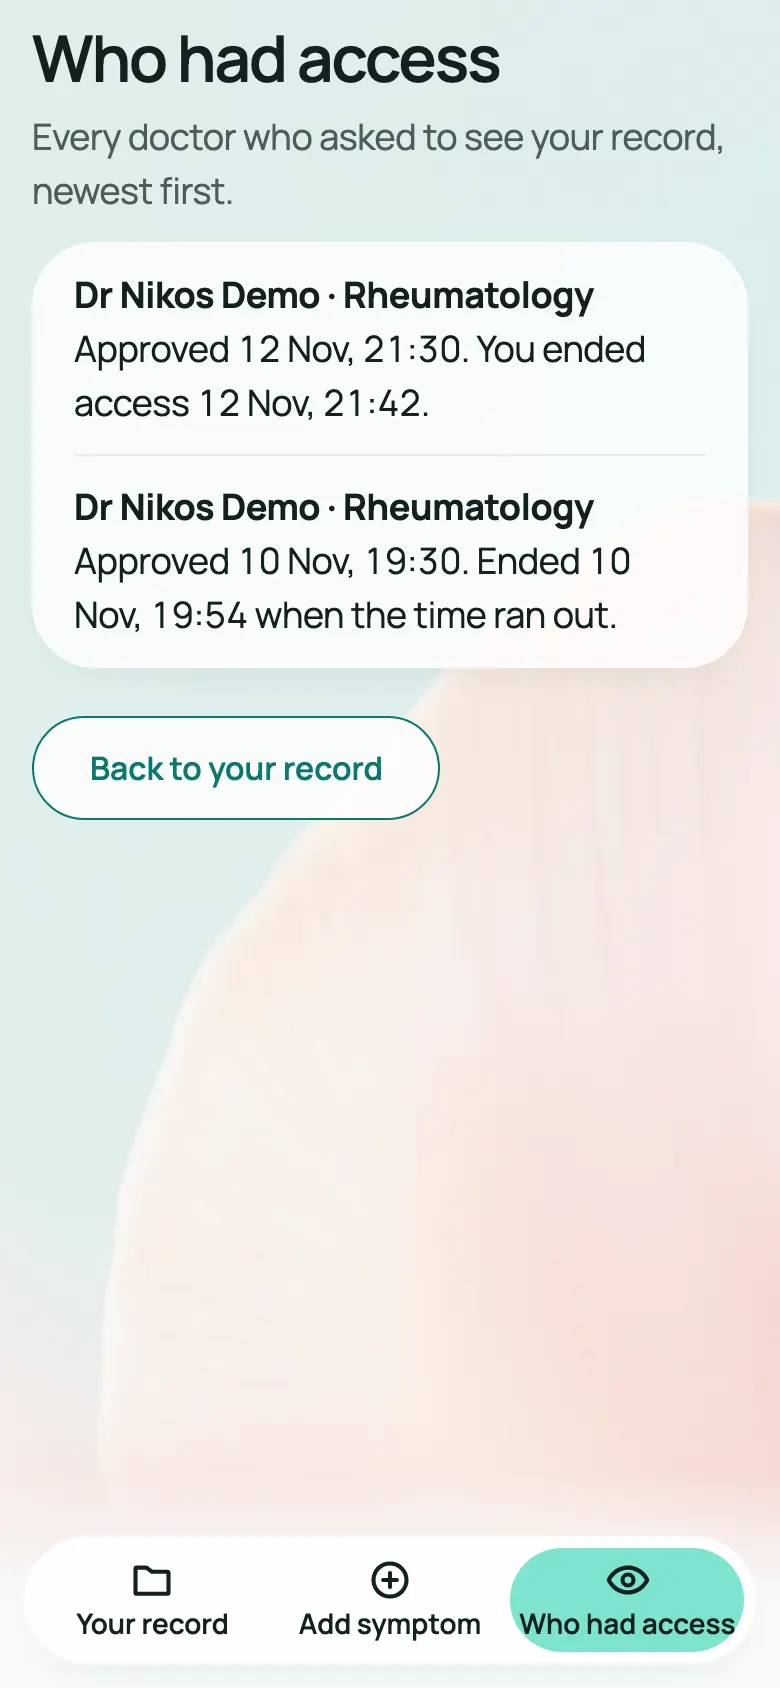 Who had access
Every doctor who asked to see your record,
newest first.
Dr Nikos Demo · Rheumatology
Approved 12 Nov, 21:30. You ended
access 12 Nov, 21:42.
Dr Nikos Demo · Rheumatology
Approved 10 Nov, 19:30. Ended 10
Nov, 19:54 when the time ran out.
Back to your record
Your record
Add symptom
Who had access